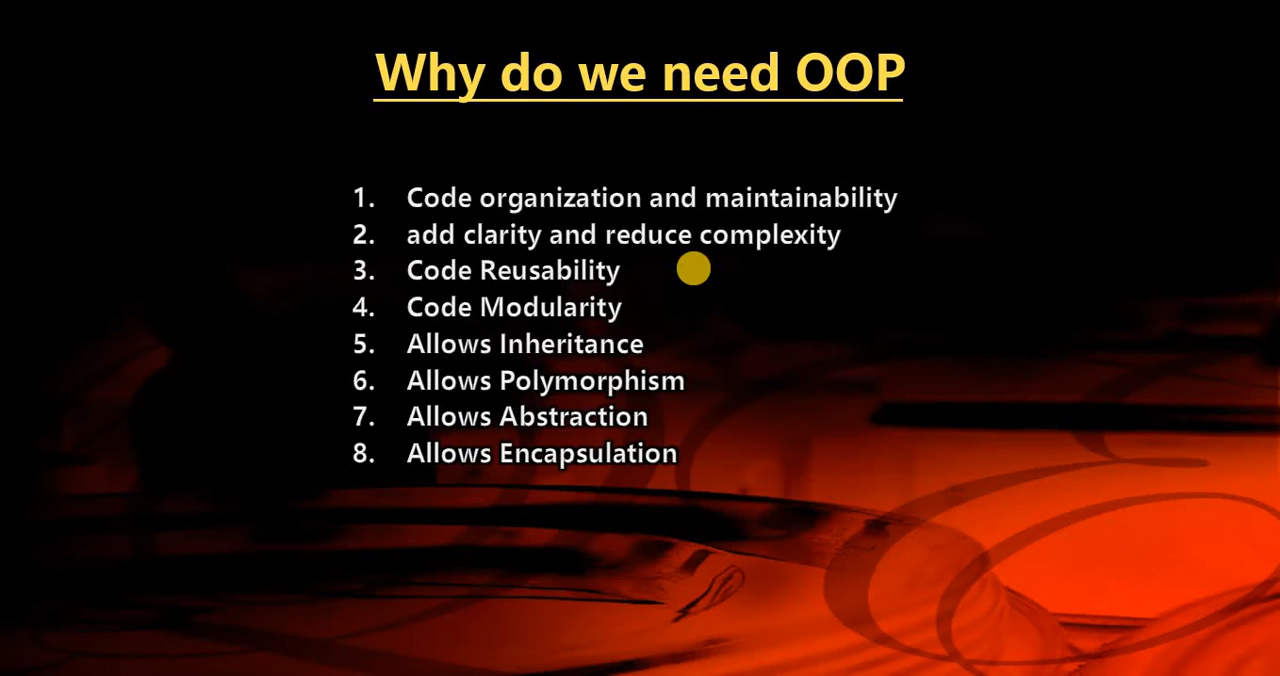 Why do we need OOP
1. Code organization and maintainability
2. add clarity and reduce complexity
3. Code Reusability
4. Code Modularity
5. Allows Inheritance
6. Allows Polymorphism
7. Allows Abstraction
8. Allows Encapsulation